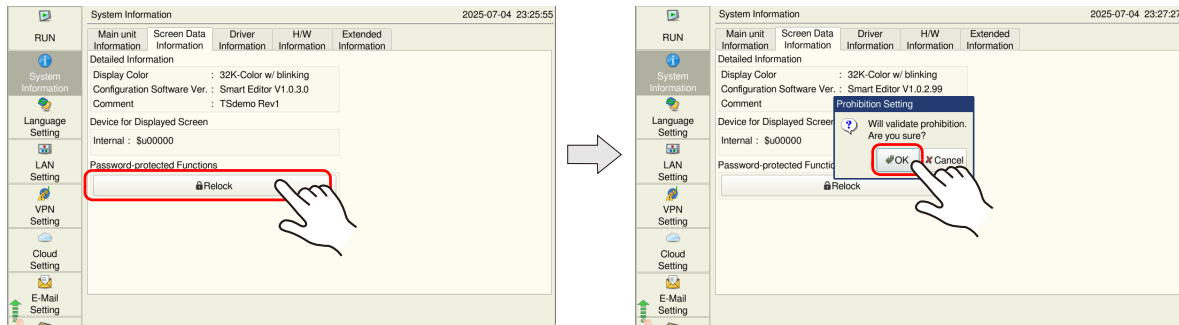 System Information
2025-07-04 23:25:55
RUN
System
Information
Language
Setting
LAN
Setting
VPN
Setting
Cloud
Setting
E-Mail
Setting
Main unit
Information
Screen Data
Information
Driver
Information
H/W
Information
Extended
Information
Detailed Information
Display Color : 32K-Color w/ blinking
Configuration Software Ver. : Smart Editor V1.0.3.0
Comment : TSdemo Rev1
Device for Displayed Screen
Internal : $u00000
Password-protected Functions
Relock
System Information
2025-07-04 23:27:27
RUN
System
Information
Language
Setting
LAN
Setting
VPN
Setting
Cloud
Setting
E-Mail
Setting
Main unit
Information
Screen Data
Information
Driver
Information
H/W
Information
Extended
Information
Detailed Information
Display Color : 32K-Color w/ blinking
Configuration Software Ver. : Smart Editor V1.0.2.99
Comment
Prohibition Setting
Will validate prohibition.
Are you sure?
OK
Cancel
Device for Displayed Screen
Internal : $u00000
Password-protected Functio
Relock